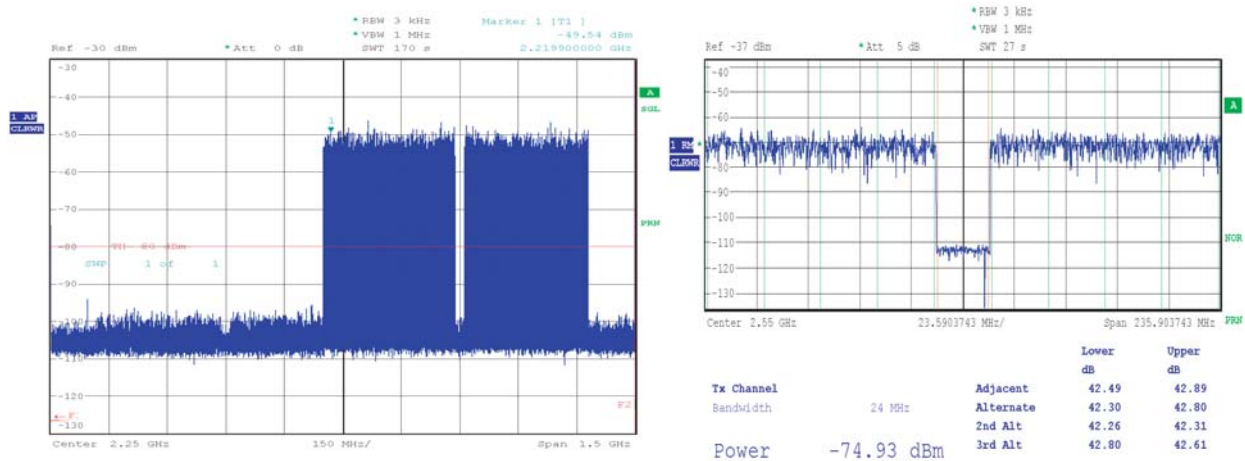 * RBW 3 kHz Marker 1 [T1 ]
* VBW 1 MHz -49.54 dBm
Ref -30 dBm * Att 0 dB SWT 170 s 2.219900000 GHz
-30
-40
-50
-60
-70
-80
-90
-100
-110
-120
-130
1 AP
CLRWR
A
SGL
PRN
1
SWP 1 of 1
F2
Center 2.25 GHz 150 MHz/ Span 1.5 GHz
* RBW 3 kHz
* VBW 1 MHz
Ref -37 dBm * Att 5 dB SWT 27 s
-40
-50
-60
-70
-80
-90
-100
-110
-120
-130
1 RM *
CLRWR
A
NOR
PRN
Center 2.55 GHz 23.5903743 MHz/ Span 235.903743 MHz
Lower Upper
dB dB
Tx Channel Adjacent 42.49 42.89
Bandwidth 24 MHz Alternate 42.30 42.80
2nd Alt 42.26 42.31
Power -74.93 dBm 3rd Alt 42.80 42.61